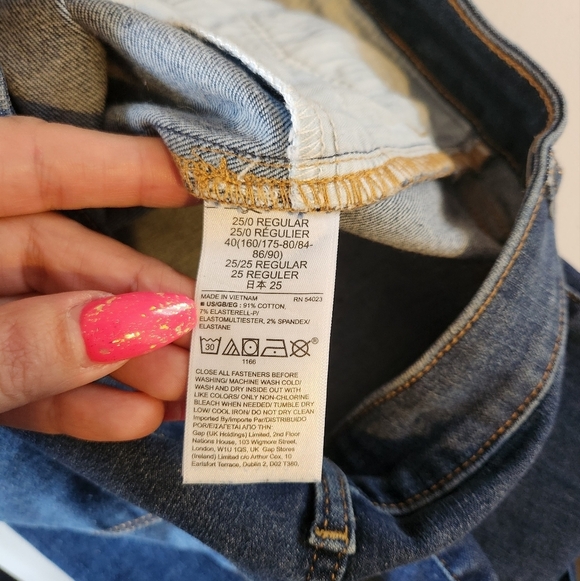 25/0 REGULAR
25/0 RÉGULIER
40(160/175-80/84-
86/90)
25/25 REGULAR
25 REGULER
日本 25
MADE IN VIETNAM RN 54023
■ US/GB/EG : 91% COTTON,
7% ELASTERELL-P/
ELASTOMULTIESTER, 2% SPANDEX/
ELASTANE
30 ®
1166
CLOSE ALL FASTENERS BEFORE
WASHING/ MACHINE WASH COLD/
WASH AND DRY INSIDE OUT WITH
LIKE COLORS/ ONLY NON-CHLORINE
BLEACH WHEN NEEDED/ TUMBLE DRY
LOW/ COOL IRON/ DO NOT DRY CLEAN
Imported By/Importe Par/DISTRIBUIDO
POR/ΕΙΣΑΓΕΤΑΙ ΑΠΟ ΤΗΝ
Gap (UK Holdings) Limited, 2nd Floor
Nations House, 103 Wigmore Street,
London, W1U 1QS, UK Gap Stores
(Ireland) Limited c/o Arthur Cox, 10
Earlsfort Terrace, Dublin 2, D02 T380,